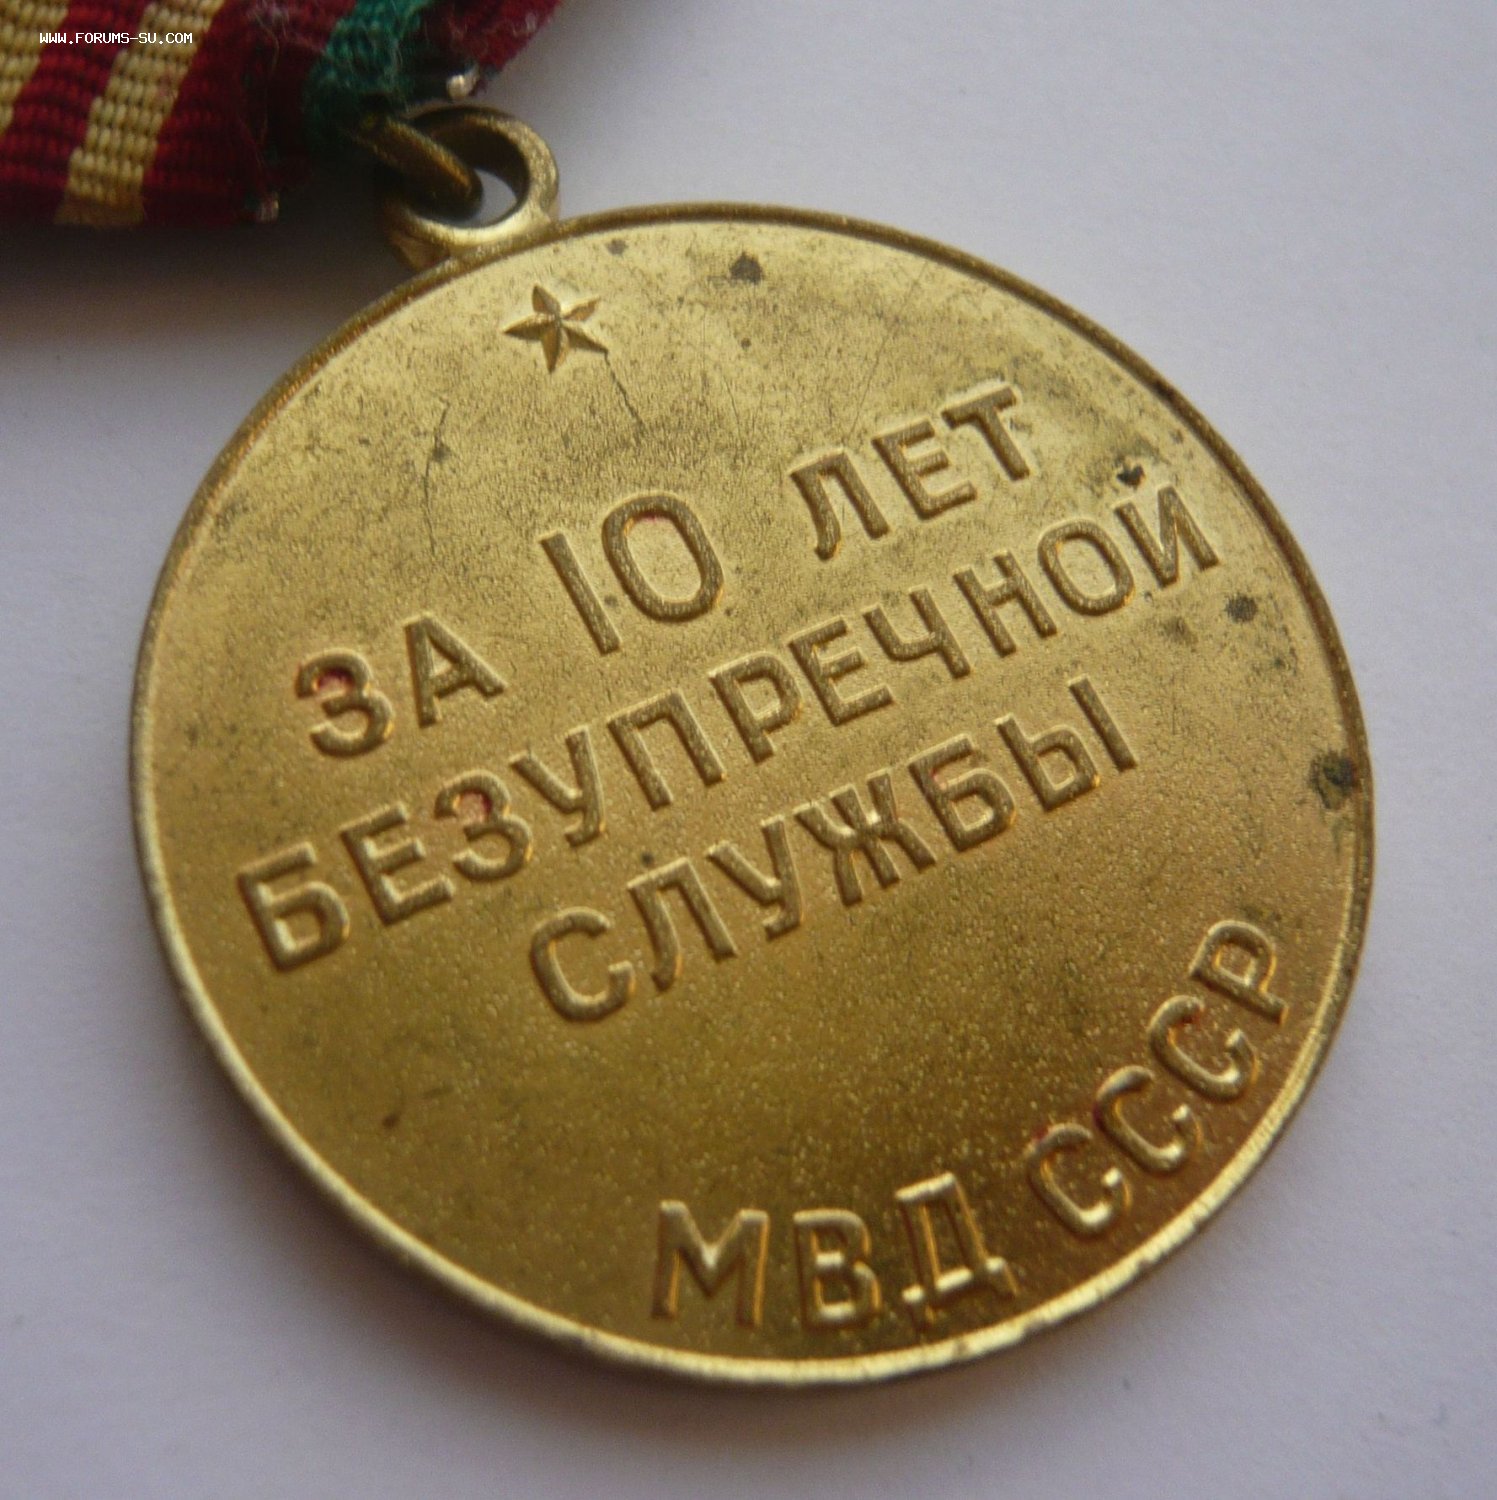 WWW.FORUMS-SU.COM
ЗА 10 ЛЕТ
БЕЗУПРЕЧНОЙ
СЛУЖБЫ
МВД СССР